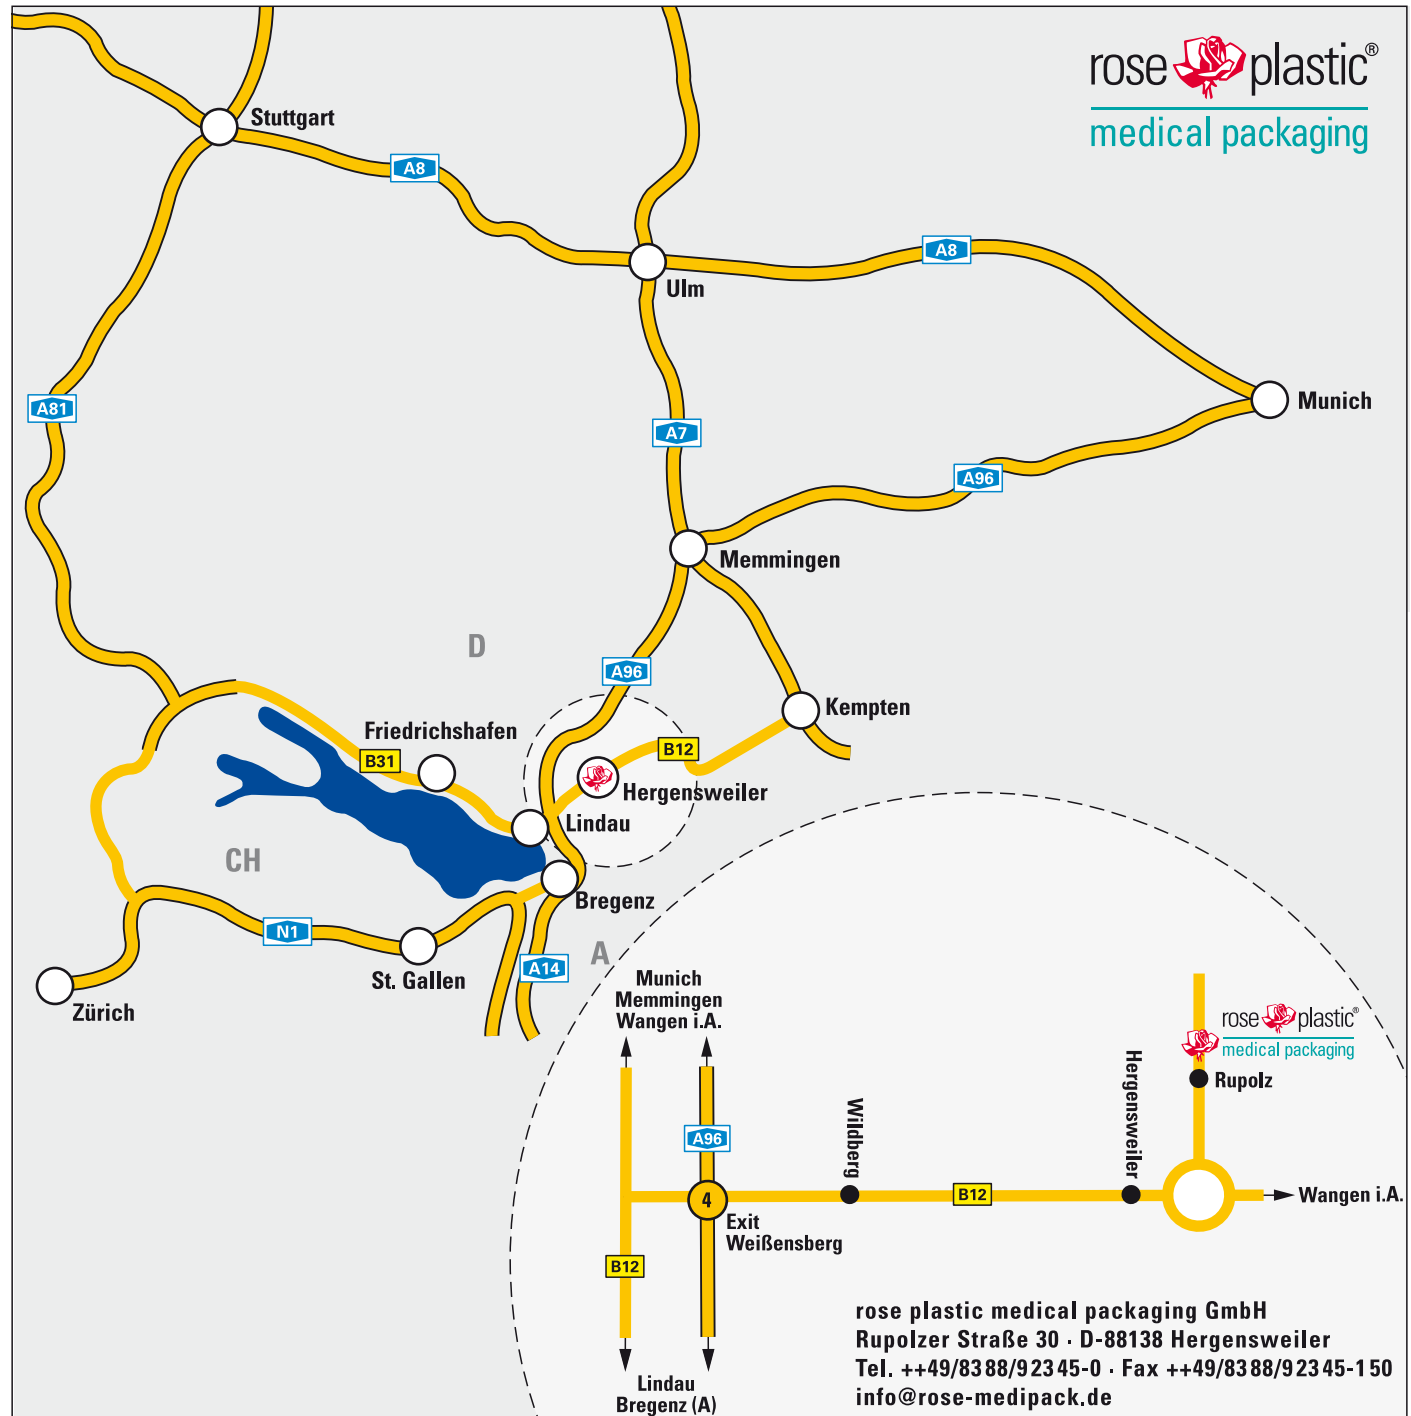 rose plastic®
medical packaging
Stuttgart
A8
A8
Ulm
A81
A7
Munich
A96
Memmingen
D
A96
Kempten
Friedrichshafen
B31
B12
Hergensweiler
Lindau
CH
Bregenz
N1
A14
A
St. Gallen
Zürich
Munich
Memmingen
Wangen i.A.
rose plastic®
medical packaging
Rupolz
Hergensweiler
Wildberg
A96
4
B12
Wangen i.A.
Exit
Weißensberg
B12
Lindau
Bregenz (A)
rose plastic medical packaging GmbH
Rupolzer Straße 30 · D-88138 Hergensweiler
Tel. ++49/8388/92345-0 · Fax ++49/8388/92345-150
info@rose-medipack.de